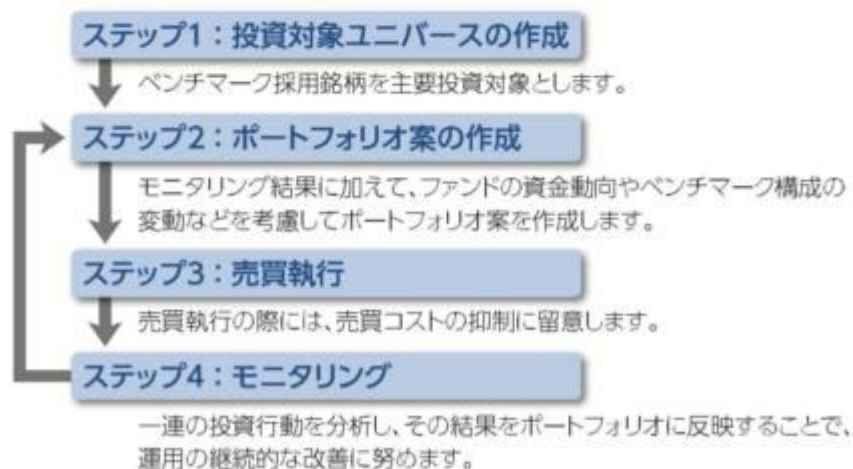 ステップ1：投資対象ユニバースの作成
ベンチマーク採用銘柄を主要投資対象とします。
ステップ2：ポートフォリオ案の作成
モニタリング結果に加えて、ファンドの資金動向やベンチマーク構成の
変動などを考慮してポートフォリオ案を作成します。
ステップ3：売買執行
売買執行の際には、売買コストの抑制に留意します。
ステップ4：モニタリング
一連の投資行動を分析し、その結果をポートフォリオに反映することで、
運用の継続的な改善に努めます。